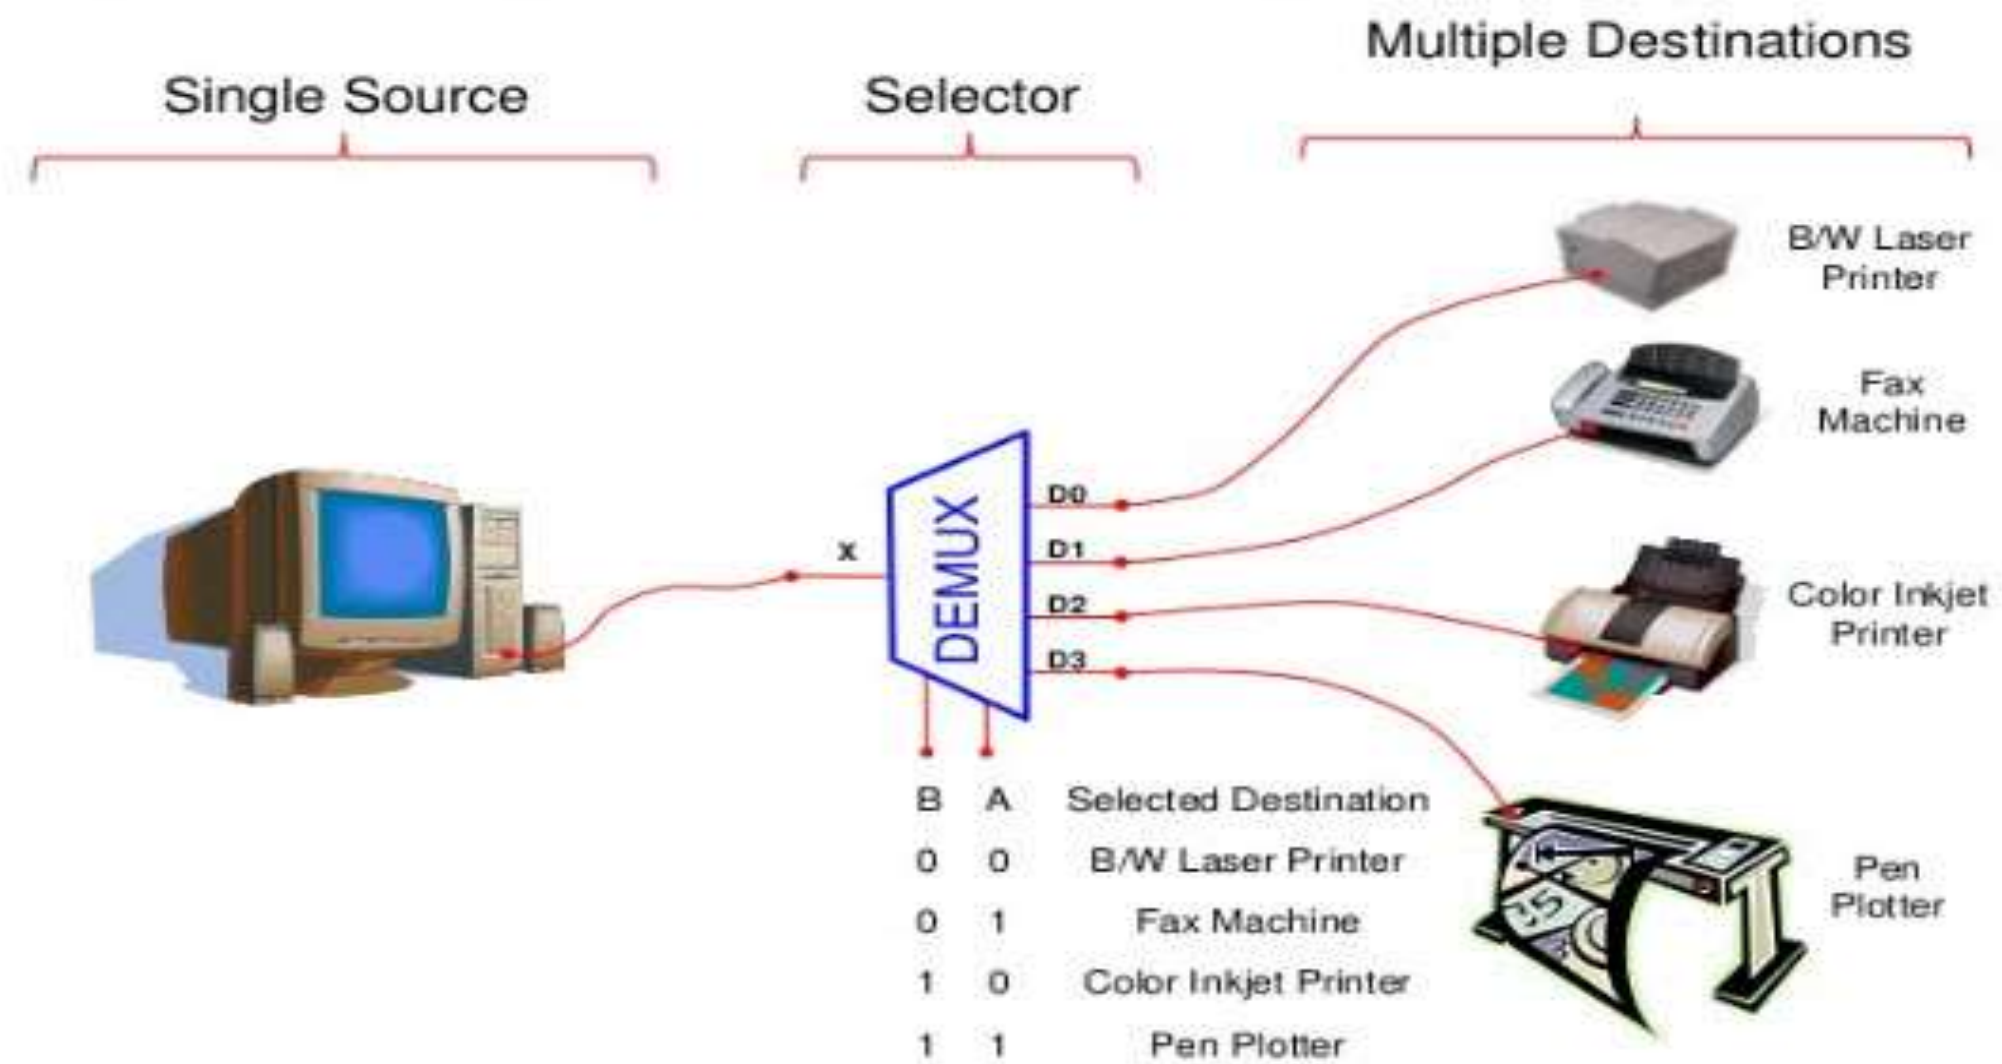 Single Source
Selector
Multiple Destinations
B/W Laser
Printer
Fax
Machine
Color Inkjet
Printer
Pen
Plotter
X
DEMUX
D0
D1
D2
D3
B A Selected Destination
0 0 B/W Laser Printer
0 1 Fax Machine
1 0 Color Inkjet Printer
1 1 Pen Plotter
35